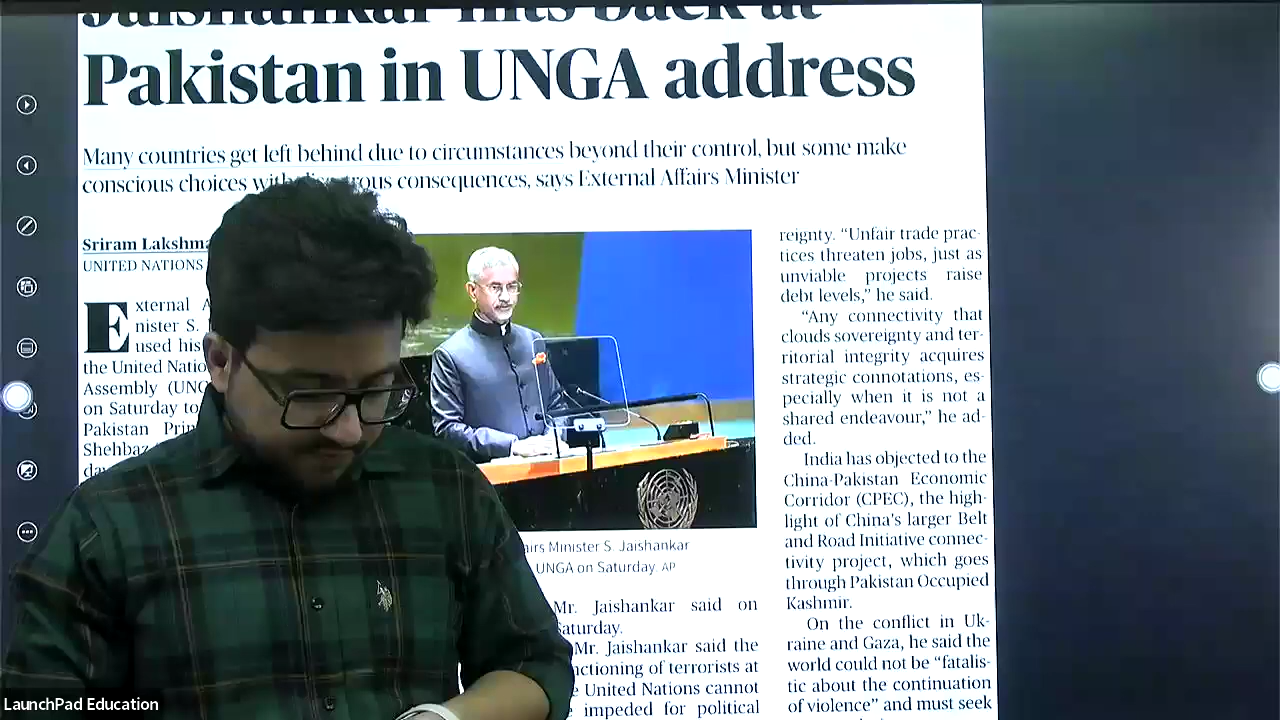 Jaishankar hits back at
Pakistan in UNGA address
Many countries get left behind due to circumstances beyond their control, but some make
conscious choices with disastrous consequences, says External Affairs Minister
Sriram Lakshma
UNITED NATIONS
External A
nister S.
used his
the United Natio
Assembly (UNG
on Saturday to
Pakistan Prin
Shehbaz
day
airs Minister S. Jaishankar
UNGA on Saturday. AP
Mr. Jaishankar said on
Saturday.
Mr. Jaishankar said the
nctioning of terrorists at
e United Nations cannot
impeded for political
reignty. “Unfair trade prac-
tices threaten jobs, just as
unviable projects raise
debt levels,” he said.
“Any connectivity that
clouds sovereignty and ter-
ritorial integrity acquires
strategic connotations, es-
pecially when it is not a
shared endeavour,” he ad-
ded.
India has objected to the
China-Pakistan Economic
Corridor (CPEC), the high-
light of China's larger Belt
and Road Initiative connec-
tivity project, which goes
through Pakistan Occupied
Kashmir.
On the conflict in Uk-
raine and Gaza, he said the
world could not be “fatalis-
tic about the continuation
of violence” and must seek
LaunchPad Education